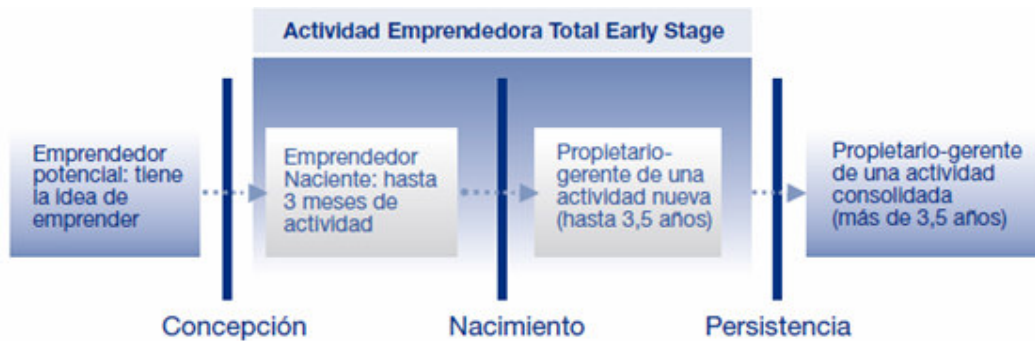 Actividad Emprendedora Total Early Stage
Emprendedor
potencial: tiene
la idea de
emprender
Emprendedor
Naciente: hasta
3 meses de
actividad
Propietario-
gerente de una
actividad nueva
(hasta 3,5 años)
Propietario-gerente
de una actividad
consolidada
(más de 3,5 años)
Concepción
Nacimiento
Persistencia